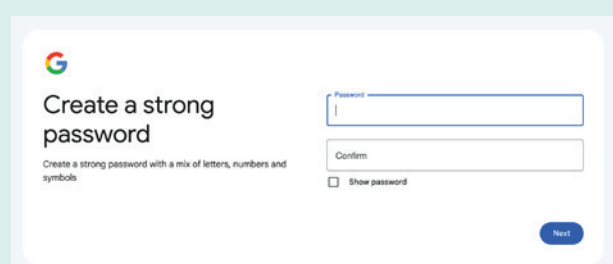 Create a strong
password
Create a strong password with a mix of letters, numbers and
symbols
Password
Confirm
Show password
Next